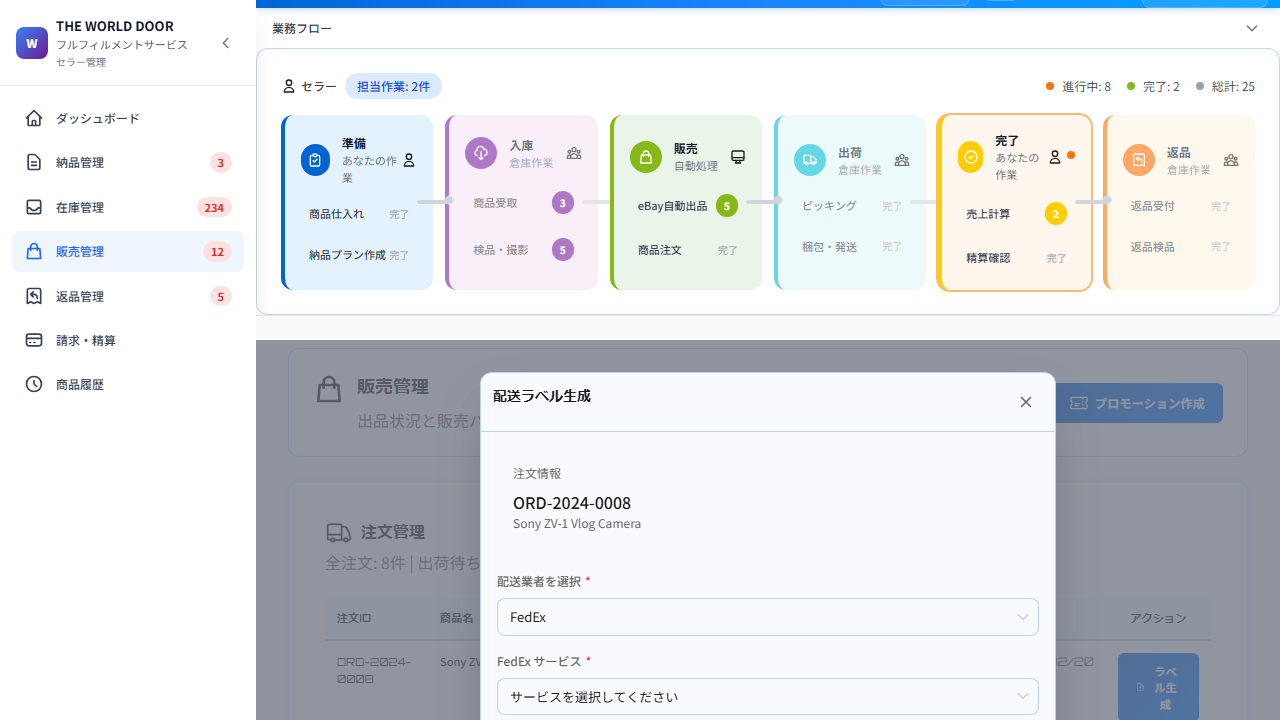 W
THE WORLD DOOR
フルフィルメントサービス
セラー管理
ダッシュボード
納品管理
3
在庫管理
234
販売管理
12
返品管理
5
請求・精算
商品履歴
業務フロー
セラー
担当作業: 2件
進行中: 8
完了: 2
総計: 25
準備
あなたの作
業
商品仕入れ
完了
納品プラン作成
完了
入庫
倉庫作業
商品受取
3
検品・撮影
5
販売
自動処理
eBay自動出品
5
商品注文
完了
出荷
倉庫作業
ピッキング
完了
梱包・発送
完了
完了
あなたの
作業
売上計算
2
精算確認
完了
返品
倉庫作業
返品受付
完了
返品検品
完了
販売管理
出品状況と販売
プロモーション作成
注文管理
全注文: 8件 | 出荷待ち
注文ID
商品名
アクション
ORD-2024-
0008
Sony
ラベ
ル生
成
配送ラベル生成
注文情報
ORD-2024-0008
Sony ZV-1 Vlog Camera
配送業者を選択 *
FedEx
FedEx サービス *
サービスを選択してください